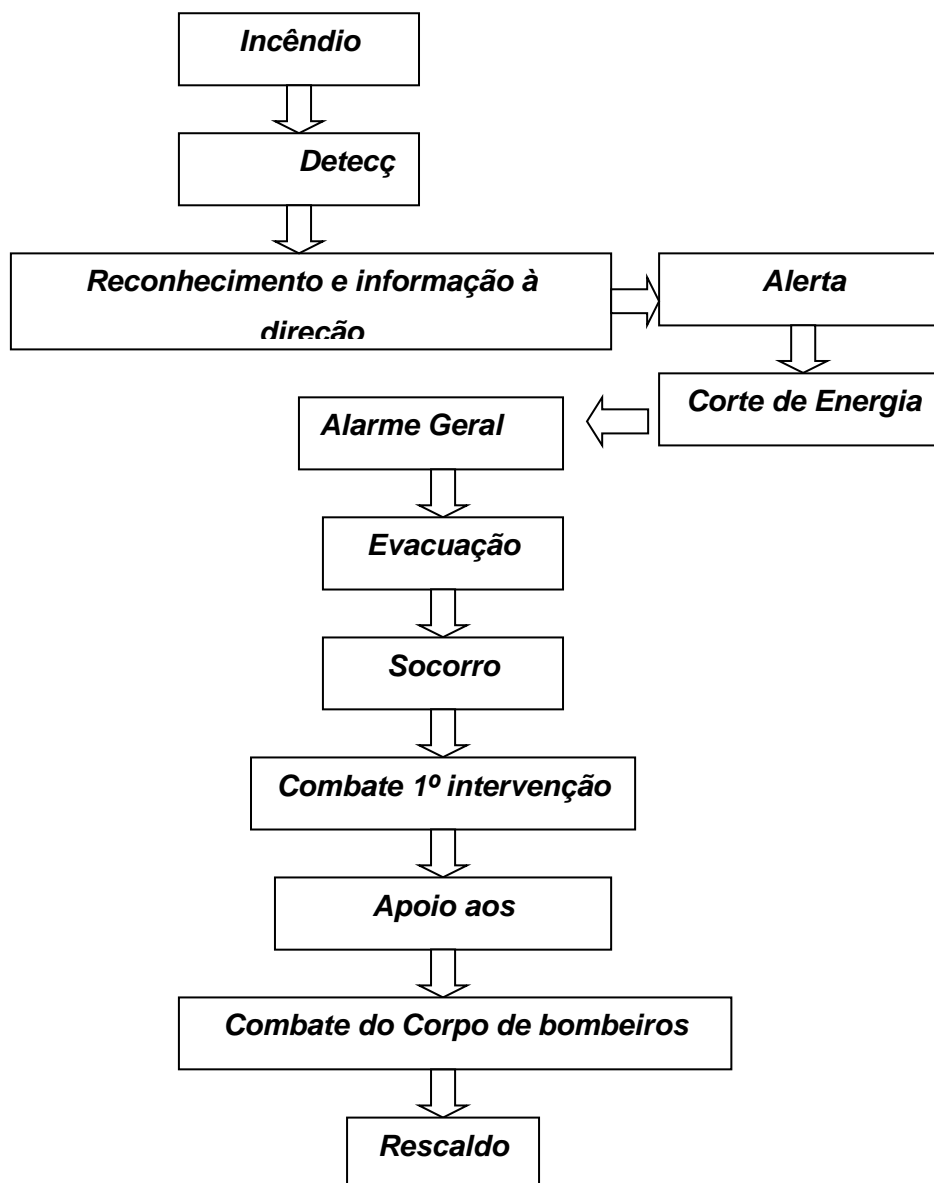 Incêndio
Detecç
Reconhecimento e informação à
direção
Alerta
Corte de Energia
Alarme Geral
Evacuação
Socorro
Combate 1º intervenção
Apoio aos
Combate do Corpo de bombeiros
Rescaldo